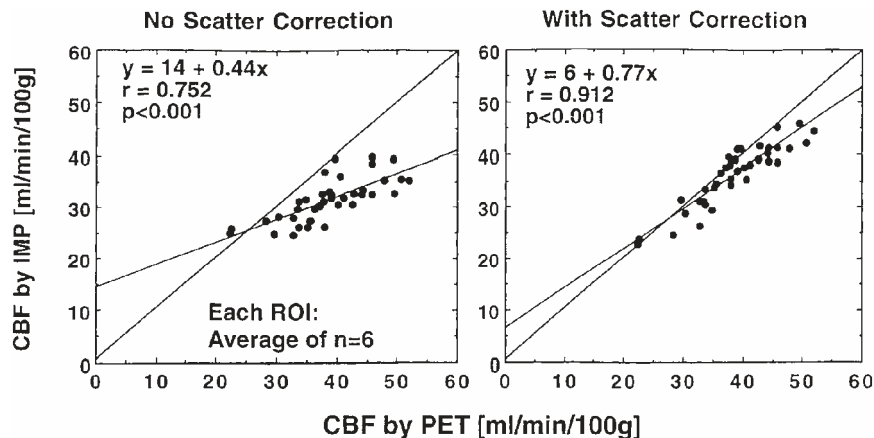 No Scatter Correction
With Scatter Correction
CBF by IMP [ml/min/100g]
60
50
40
30
20
10
0
y = 14 + 0.44x
r = 0.752
p<0.001
Each ROI:
Average of n=6
0 10 20 30 40 50 60
60
50
40
30
20
10
0
y = 6 + 0.77x
r = 0.912
p<0.001
0 10 20 30 40 50 60
CBF by PET [ml/min/100g]